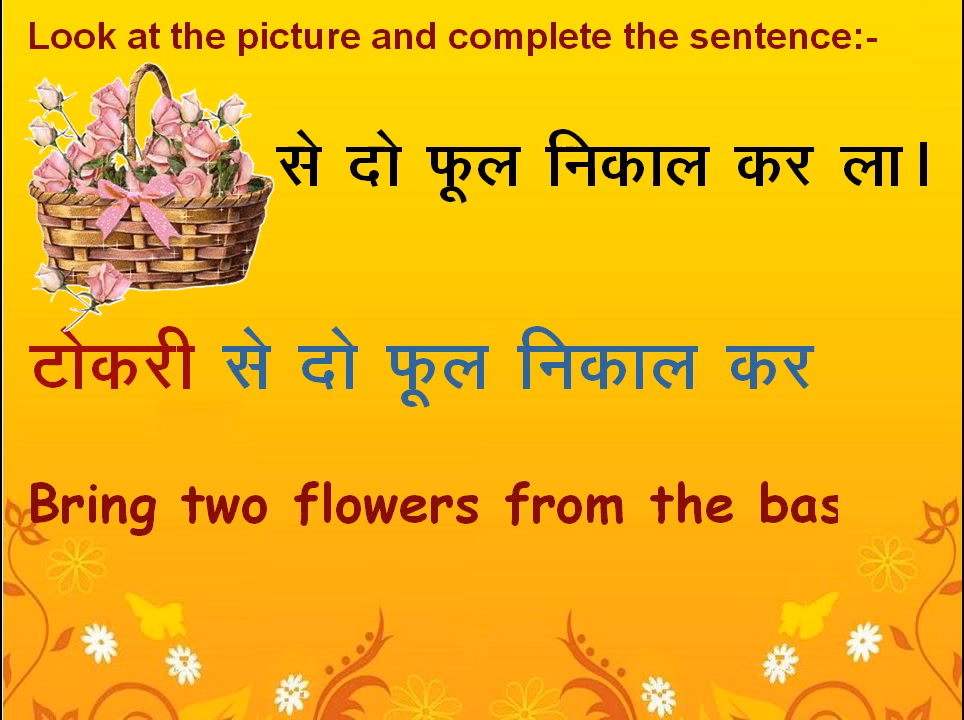 Look at the picture and complete the sentence:-
से दो फूल निकाल कर ला।
टोकरी से दो फूल निकाल कर
Bring two flowers from the bas